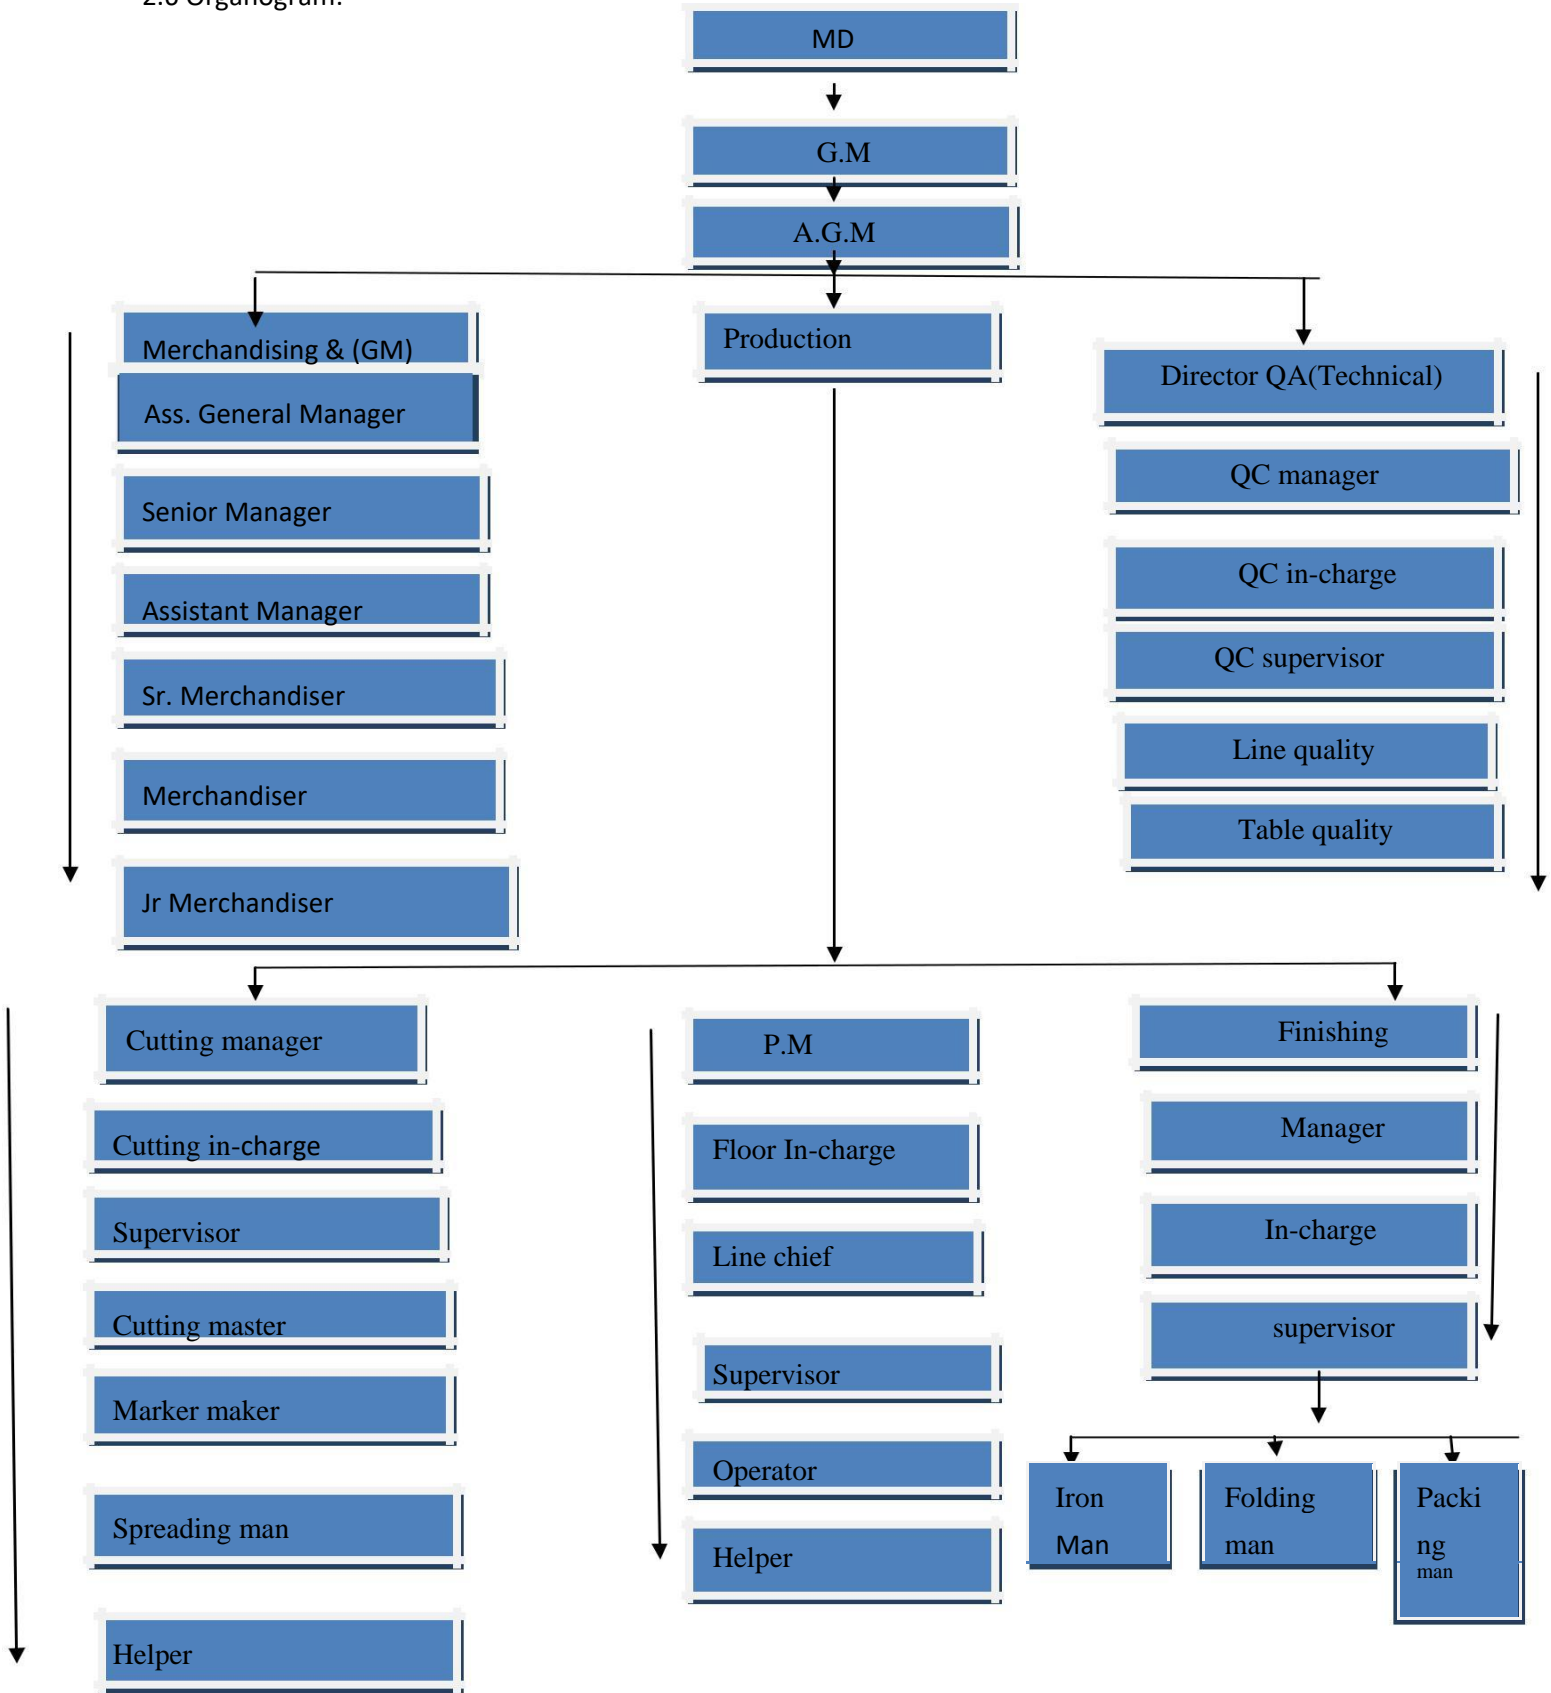 2.0 Organogram:
MD
G.M
A.G.M
Merchandising & (GM)
Ass. General Manager
Senior Manager
Assistant Manager
Sr. Merchandiser
Merchandiser
Jr Merchandiser
Production
Director QA(Technical)
QC manager
QC in-charge
QC supervisor
Line quality
Table quality
Cutting manager
Cutting in-charge
Supervisor
Cutting master
Marker maker
Spreading man
Helper
P.M
Floor In-charge
Line chief
Supervisor
Operator
Helper
Finishing
Manager
In-charge
supervisor
Iron
Man
Folding
man
Packi
ng
man